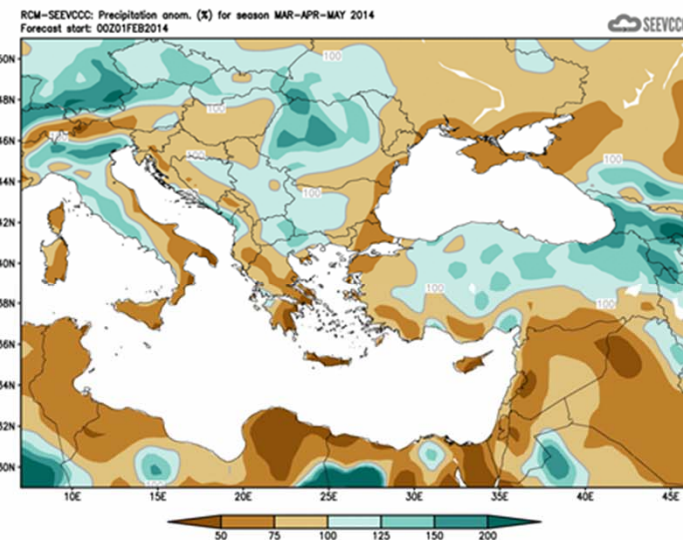 RCM-SEEVCCC: Precipitation anom. (%) for season MAR-APR-MAY 2014
Forecast start: 00Z01FEB2014
SEEVCCC
50N
48N
46N
44N
42N
40N
38N
36N
34N
32N
30N
100
100
100
100
100
100
100
10E
15E
20E
25E
30E
35E
40E
45E
50
75
100
125
150
200